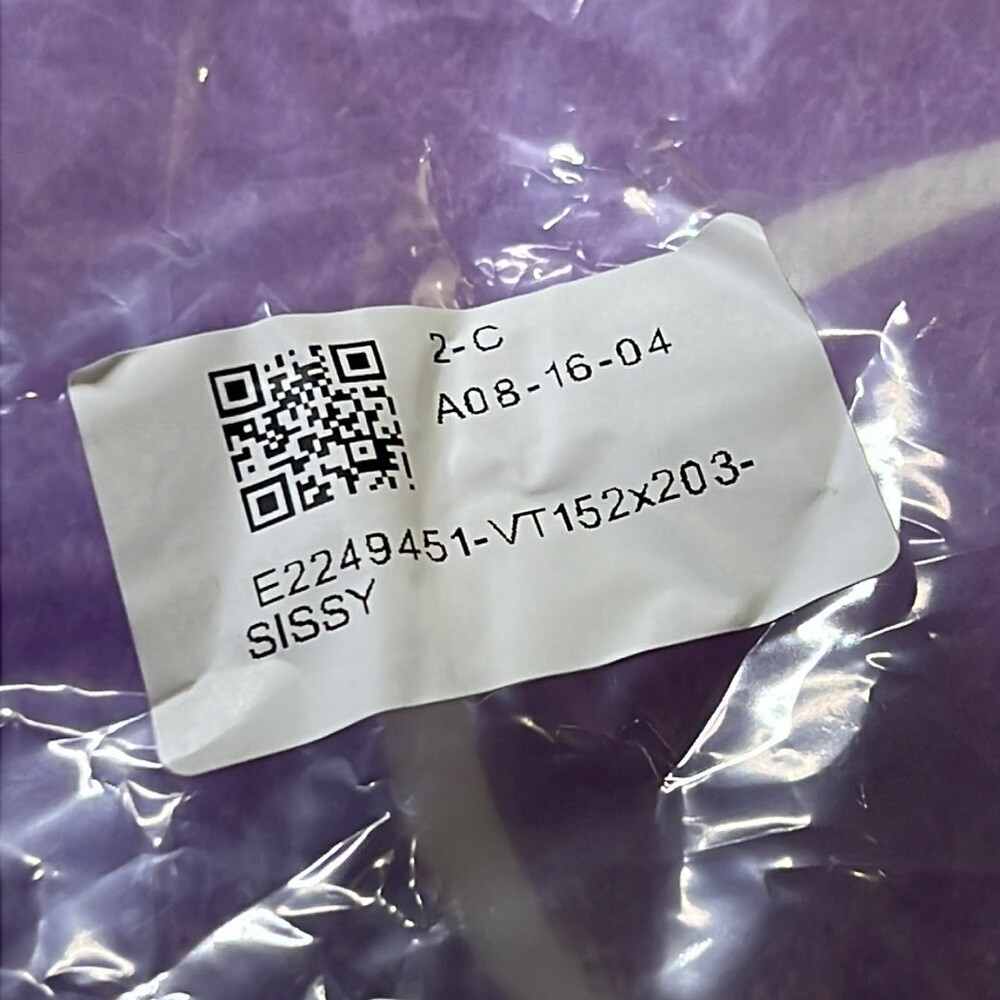 2-C
A08-16-04
E2249451-VT152x203-
SISSY